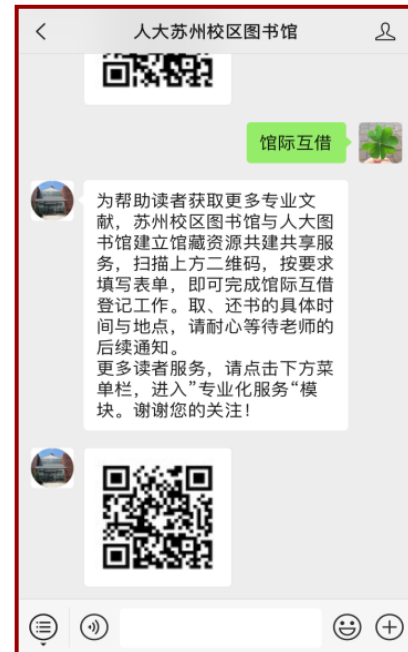 人大苏州校区图书馆
馆际互借
为帮助读者获取更多专业文
献，苏州校区图书馆与人大图
书馆建立馆藏资源共建共享服
务，扫描上方二维码，按要求
填写表单，即可完成馆际互借
登记工作。取、还书的具体时
间与地点，请耐心等待老师的
后续通知。
更多读者服务，请点击下方菜
单栏，进入”专业化服务“模
块。谢谢您的关注！